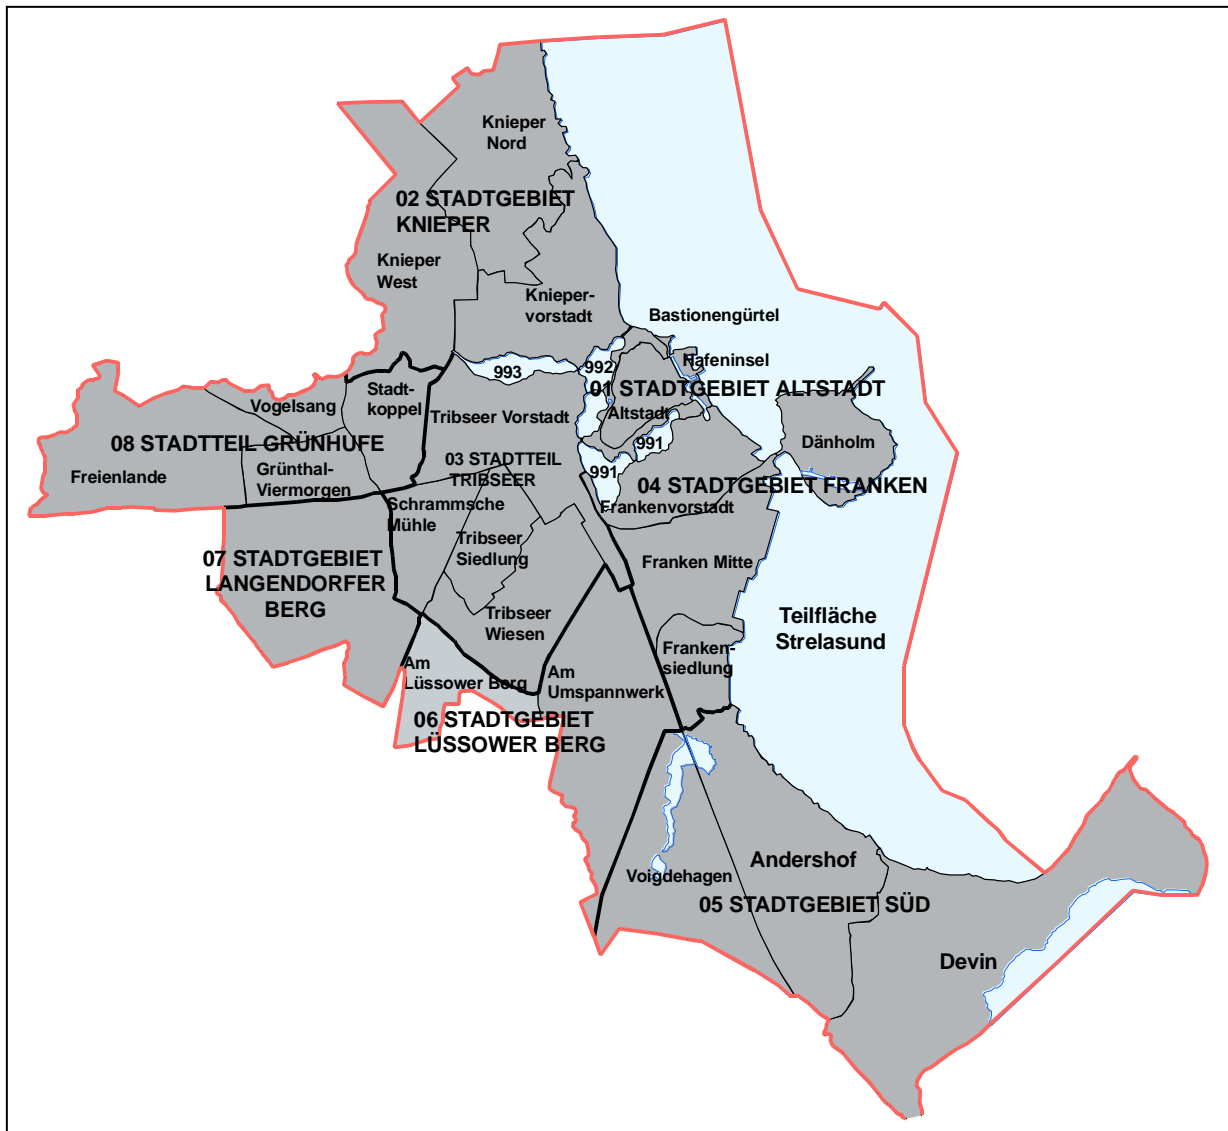 Knieper
Nord
02 STADTGEBIET
KNIEPER
Knieper
West
Knieper-
vorstadt
Bastionengürtel
Hafeninsel
993
992
01 STADTGEBIET ALTSTADT
Altstadt
991
991
Stadt-
koppel
Vogelsang
Tribseer Vorstadt
08 STADTTEIL GRÜNHUFE
Freienlande
Grünthal-
Viermorgen
03 STADTTEIL
TRIBSEER
Dänholm
04 STADTGEBIET FRANKEN
Frankenvorstadt
Schrammsche
Mühle
Tribseer
Siedlung
Franken Mitte
07 STADTGEBIET
LANGENDORFER
BERG
Tribseer
Wiesen
Teilfläche
Strelasund
Franken-
siedlung
Am
Lüssower Berg
Am
Umspannwerk
06 STADTGEBIET
LÜSSOWER BERG
Andershof
Voigdehagen
05 STADTGEBIET SÜD
Devin